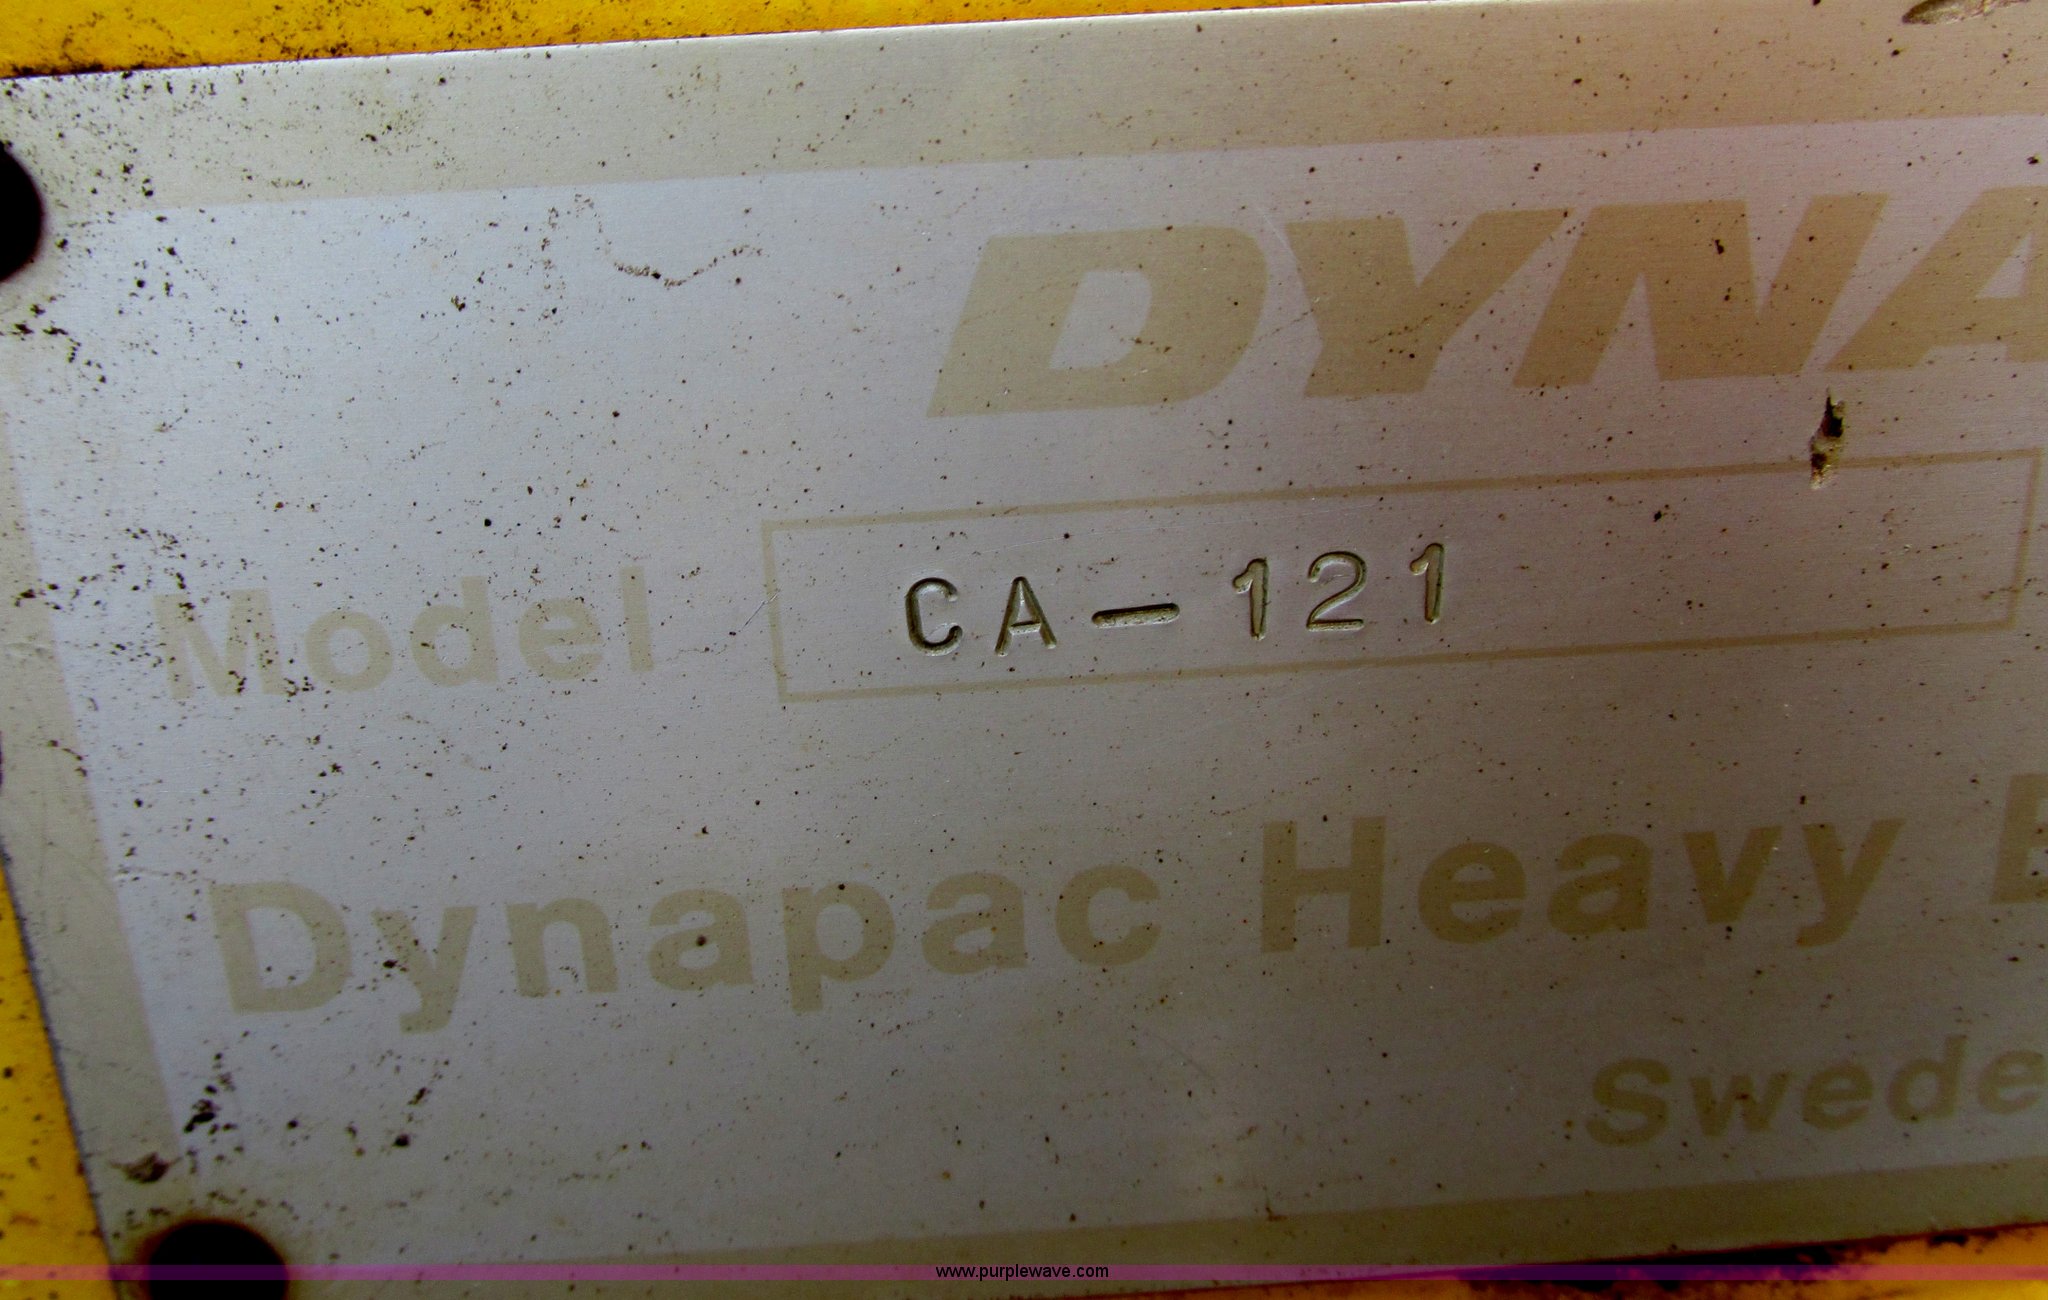 DYNA
Model CA-121
Dynapac Heavy E
Swede
www.purplewave.com